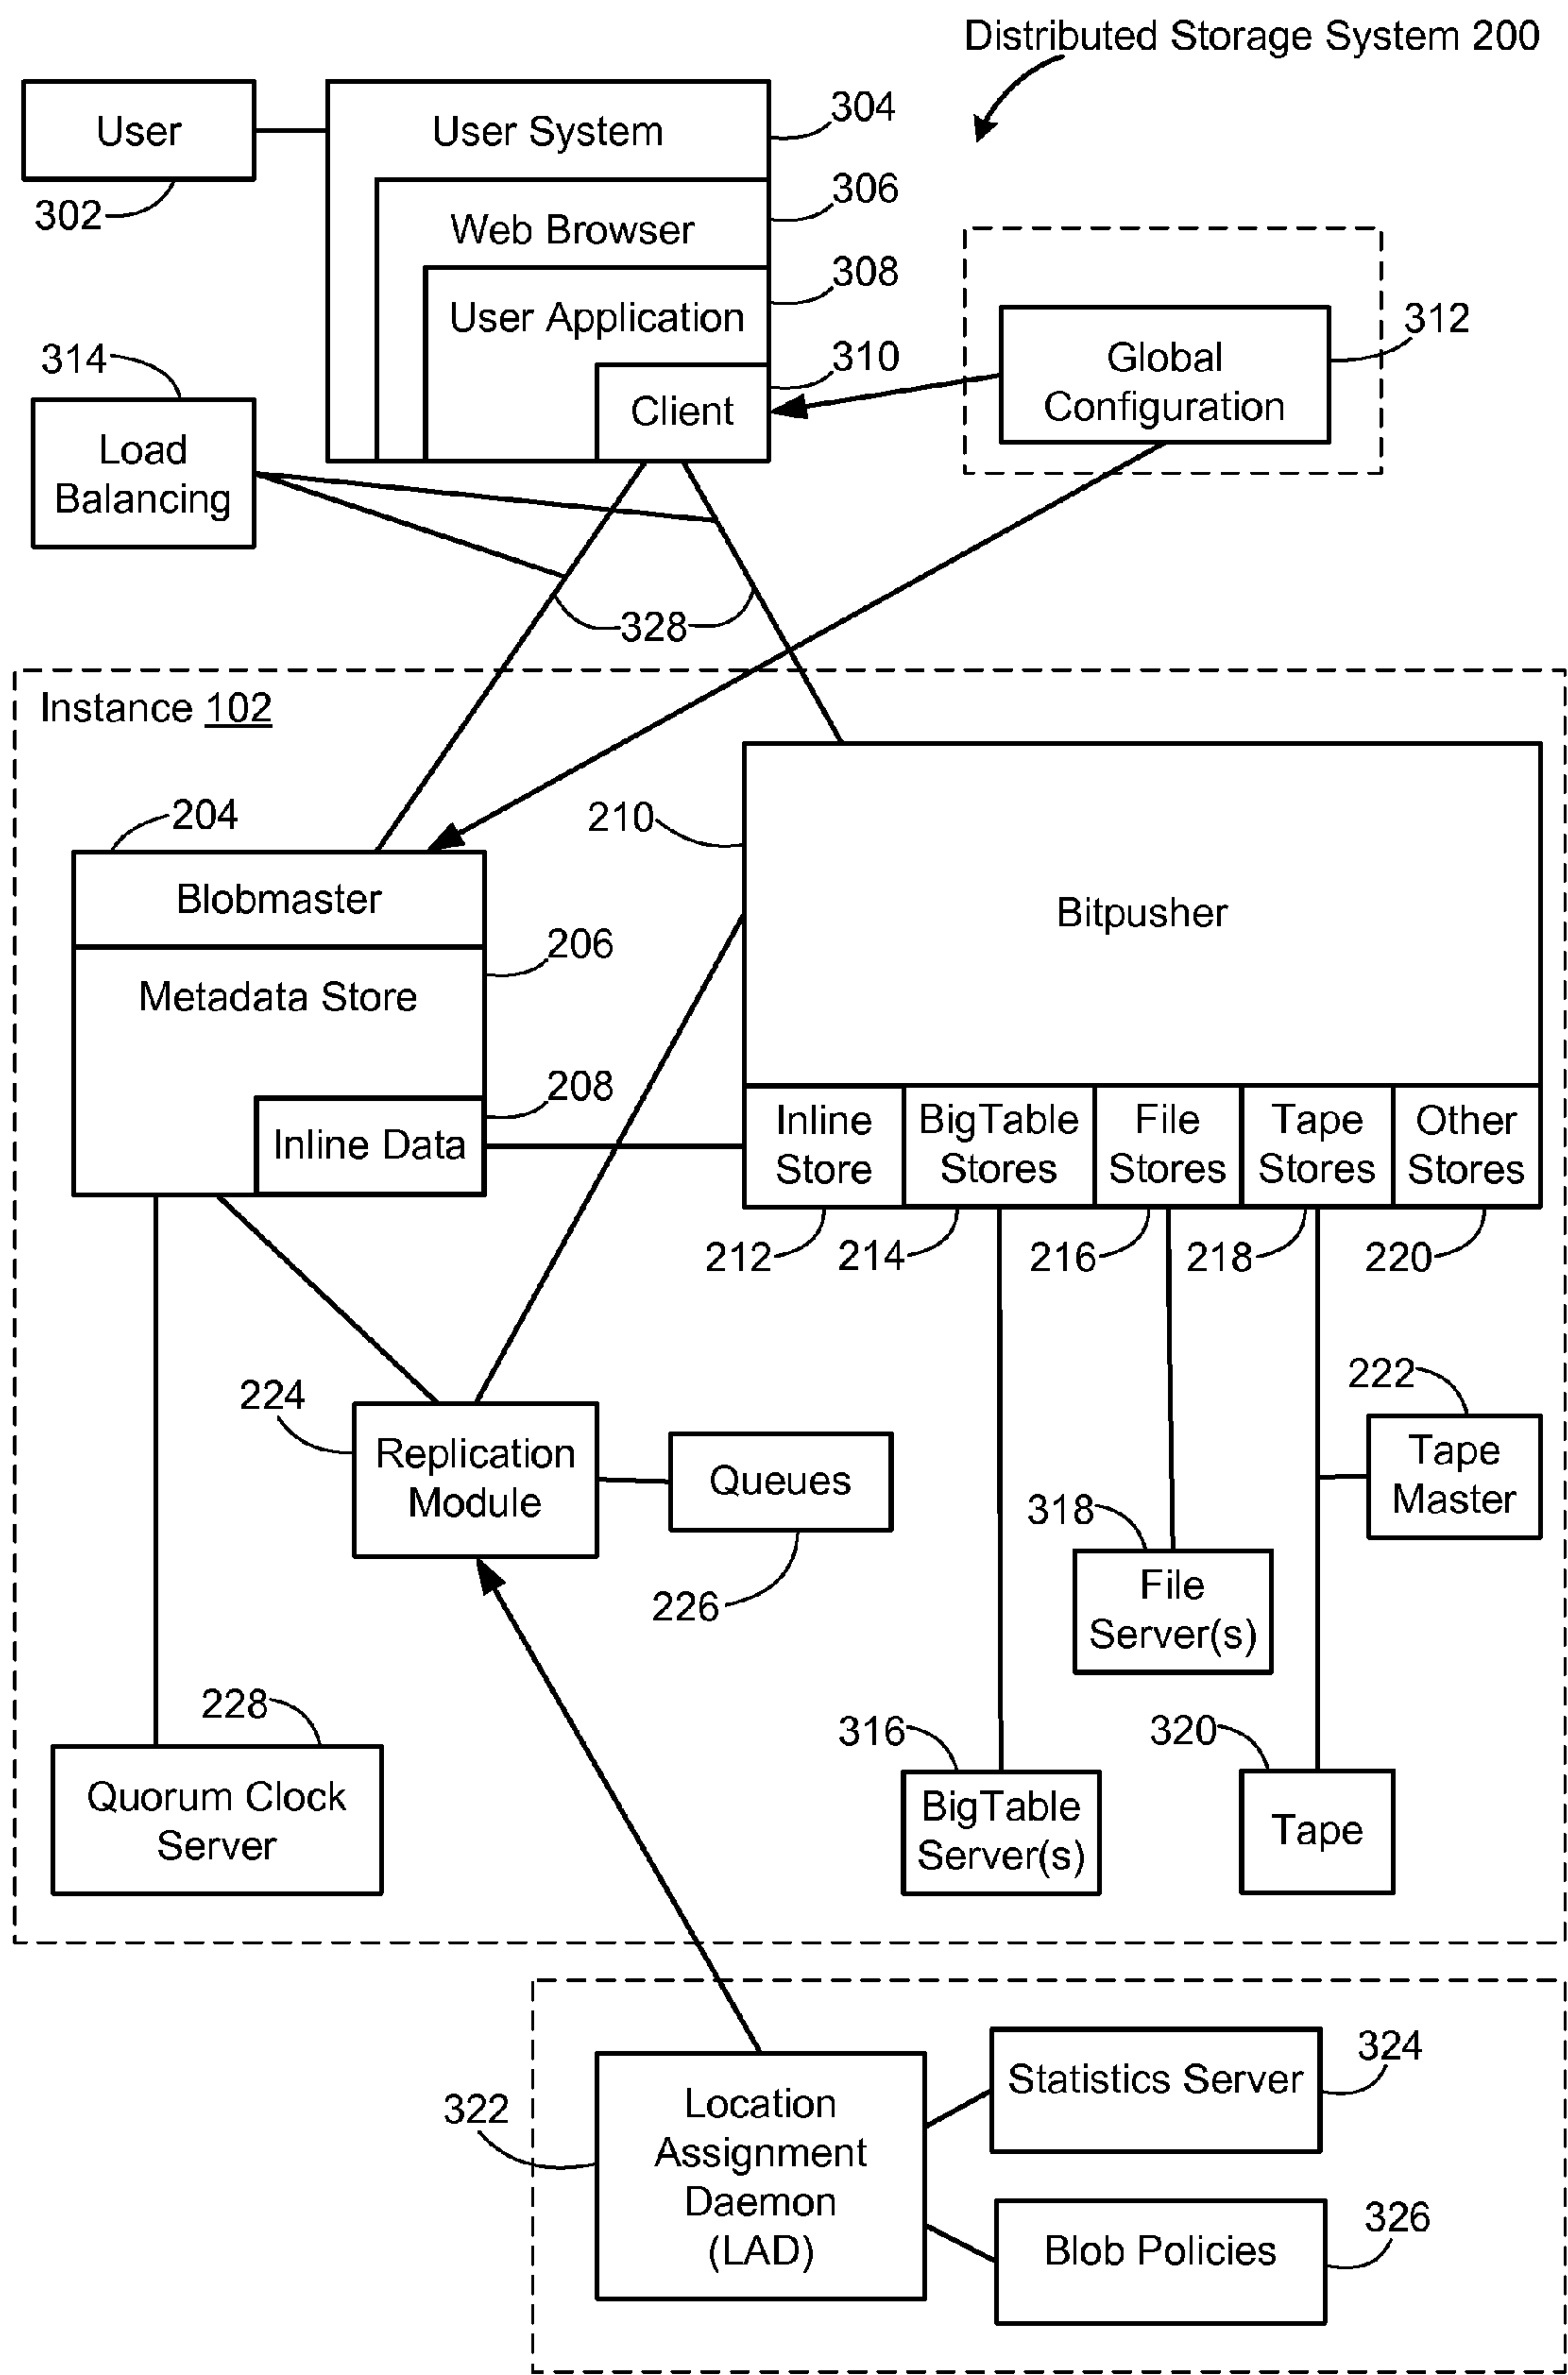 Distributed Storage System 200
User
302
User System
304
Web Browser
306
User Application
308
Client
310
Global
Configuration
312
314
Load
Balancing
328
Instance 102
204
Blobmaster
206
Metadata Store
208
Inline Data
210
Bitpusher
Inline
Store
BigTable
Stores
File
Stores
Tape
Stores
Other
Stores
212
214
216
218
220
224
Replication
Module
Queues
226
222
Tape
Master
318
File
Server(s)
228
Quorum Clock
Server
316
BigTable
Server(s)
320
Tape
322
Location
Assignment
Daemon
(LAD)
Statistics Server
324
Blob Policies
326